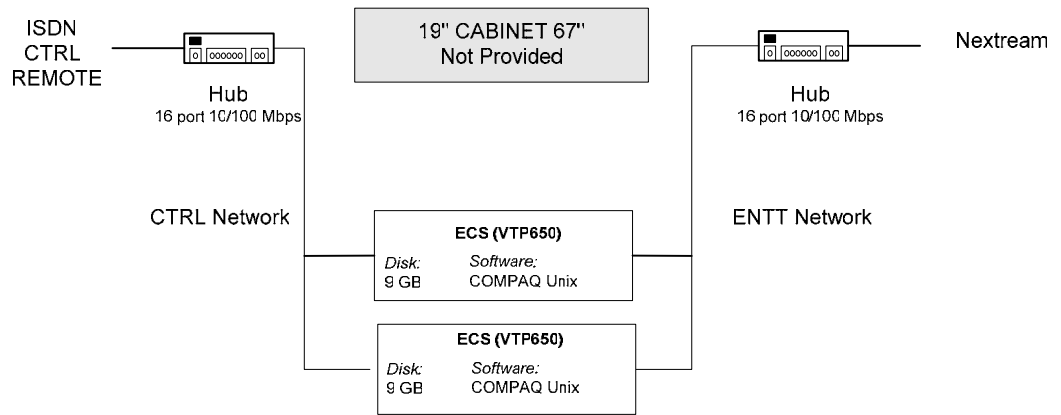 ISDN
CTRL
REMOTE
19" CABINET 67"
Not Provided
Nextream
Hub
16 port 10/100 Mbps
Hub
16 port 10/100 Mbps
CTRL Network
ENTT Network
ECS (VTP650)
Disk: Software:
9 GB COMPAQ Unix
ECS (VTP650)
Disk: Software:
9 GB COMPAQ Unix